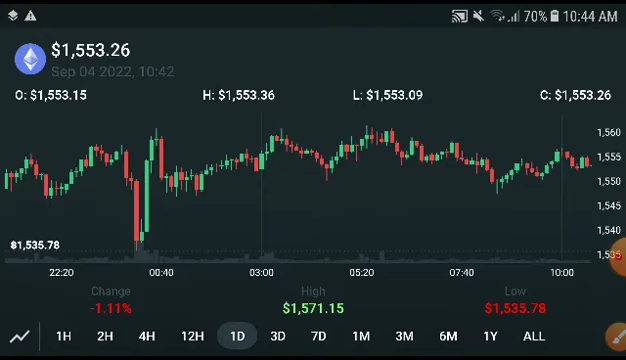 70% 10:44 AM
$1,553.26
Sep 04 2022, 10:42
O: $1,553.15 H: $1,553.36 L: $1,553.09 C: $1,553.26
1,560
1,555
1,550
1,545
1,540
$1,535.78
1,535
22:20 00:40 03:00 05:20 07:40 10:00
Change High Low
-1.11% $1,571.15 $1,535.78
1H 2H 4H 12H 1D 3D 7D 1M 3M 6M 1Y ALL